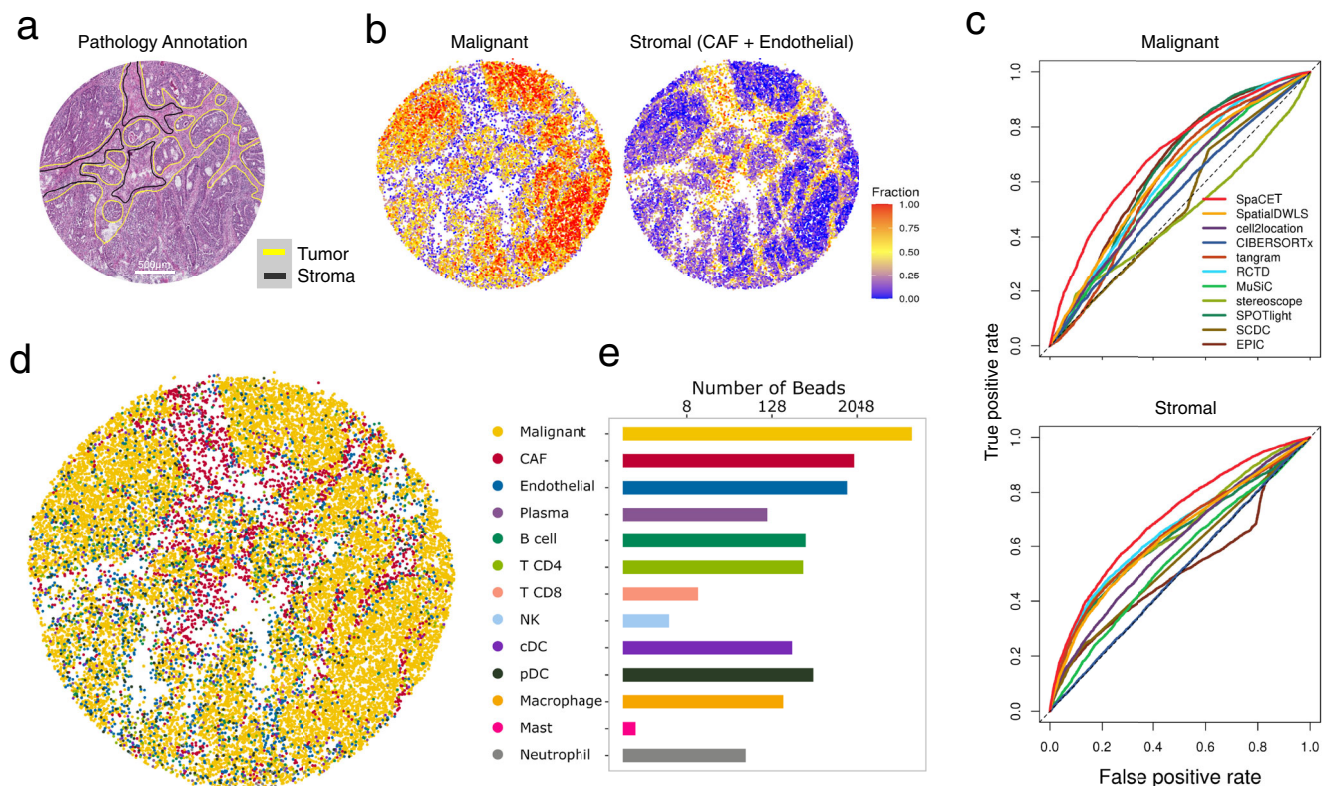 a
Pathology Annotation
500μm
Tumor
Stroma
b
Malignant
Stromal (CAF + Endothelial)
Fraction
1.00
0.75
0.50
0.25
0.00
c
Malignant
1.0
0.8
0.6
0.4
0.2
0.0
SpaCET
SpatialDWLS
cell2location
CIBERSORTx
tangram
RCTD
MuSiC
stereoscope
SPOTlight
SCDC
EPIC
True positive rate
Stromal
1.0
0.8
0.6
0.4
0.2
0.0
0.0 0.2 0.4 0.6 0.8 1.0
False positive rate
d
e
Number of Beads
8 128 2048
Malignant
CAF
Endothelial
Plasma
B cell
T CD4
T CD8
NK
cDC
pDC
Macrophage
Mast
Neutrophil